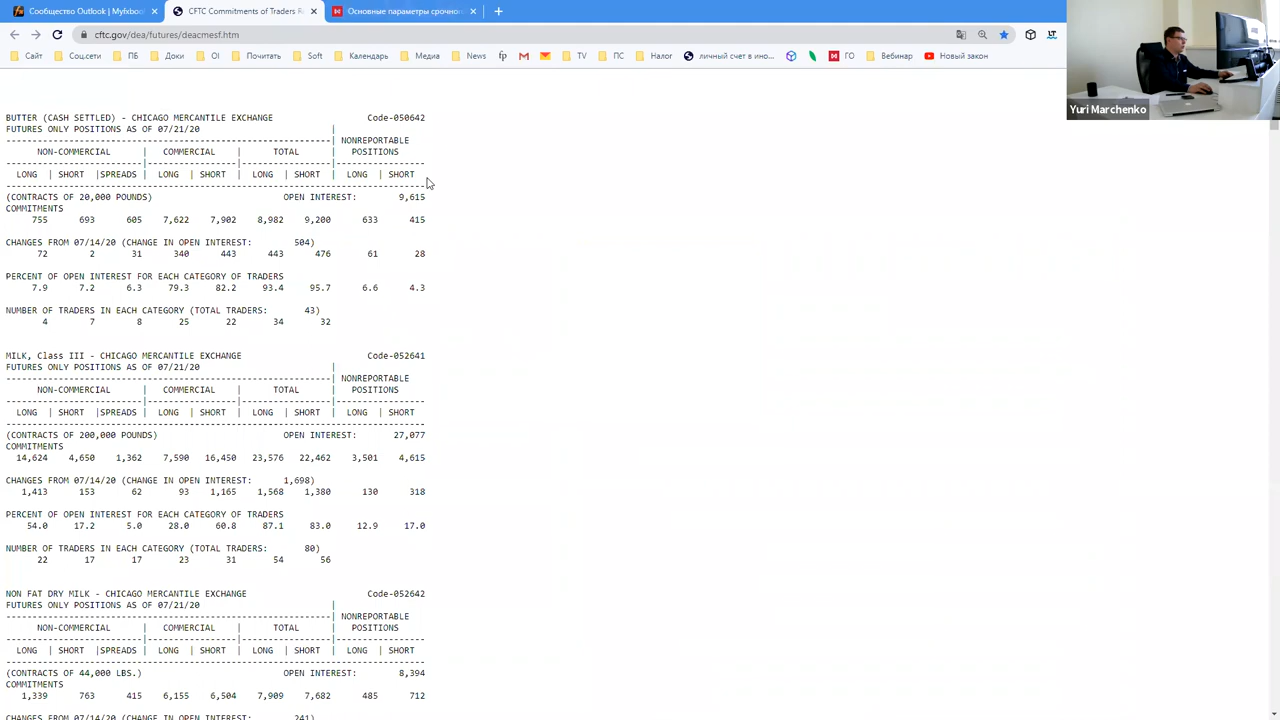 Сообщество Outlook | Myfxboo
CFTC Commitments of Traders R
Основные параметры срочно
cftc.gov/dea/futures/deacmesf.htm
Сайт Соц.сети ПБ Доки OI Почитать Soft Календарь Медиа News fp TV ПС Налог личный счет в ино... ГО Вебинар Новый закон
LT
Yuri Marchenko
BUTTER (CASH SETTLED) - CHICAGO MERCANTILE EXCHANGE Code-050642
FUTURES ONLY POSITIONS AS OF 07/21/20 |
--------------------------------------------------------------| NONREPORTABLE
NON-COMMERCIAL | COMMERCIAL | TOTAL | POSITIONS
--------------------------|-----------------|-----------------|-----------------
LONG | SHORT |SPREADS | LONG | SHORT | LONG | SHORT | LONG | SHORT
--------------------------------------------------------------------------------
(CONTRACTS OF 20,000 POUNDS) OPEN INTEREST: 9,615
COMMITMENTS
755 693 605 7,622 7,902 8,982 9,200 633 415
CHANGES FROM 07/14/20 (CHANGE IN OPEN INTEREST: 504)
72 2 31 340 443 443 476 61 28
PERCENT OF OPEN INTEREST FOR EACH CATEGORY OF TRADERS
7.9 7.2 6.3 79.3 82.2 93.4 95.7 6.6 4.3
NUMBER OF TRADERS IN EACH CATEGORY (TOTAL TRADERS: 43)
4 7 8 25 22 34 32
MILK, Class III - CHICAGO MERCANTILE EXCHANGE Code-052641
FUTURES ONLY POSITIONS AS OF 07/21/20 |
--------------------------------------------------------------| NONREPORTABLE
NON-COMMERCIAL | COMMERCIAL | TOTAL | POSITIONS
--------------------------|-----------------|-----------------|-----------------
LONG | SHORT |SPREADS | LONG | SHORT | LONG | SHORT | LONG | SHORT
--------------------------------------------------------------------------------
(CONTRACTS OF 200,000 POUNDS) OPEN INTEREST: 27,077
COMMITMENTS
14,624 4,650 1,362 7,590 16,450 23,576 22,462 3,501 4,615
CHANGES FROM 07/14/20 (CHANGE IN OPEN INTEREST: 1,698)
1,413 153 62 93 1,165 1,568 1,380 130 318
PERCENT OF OPEN INTEREST FOR EACH CATEGORY OF TRADERS
54.0 17.2 5.0 28.0 60.8 87.1 83.0 12.9 17.0
NUMBER OF TRADERS IN EACH CATEGORY (TOTAL TRADERS: 80)
22 17 17 23 31 54 56
NON FAT DRY MILK - CHICAGO MERCANTILE EXCHANGE Code-052642
FUTURES ONLY POSITIONS AS OF 07/21/20 |
--------------------------------------------------------------| NONREPORTABLE
NON-COMMERCIAL | COMMERCIAL | TOTAL | POSITIONS
--------------------------|-----------------|-----------------|-----------------
LONG | SHORT |SPREADS | LONG | SHORT | LONG | SHORT | LONG | SHORT
--------------------------------------------------------------------------------
(CONTRACTS OF 44,000 LBS.) OPEN INTEREST: 8,394
COMMITMENTS
1,339 763 415 6,155 6,504 7,909 7,682 485 712
CHANGES FROM 07/14/20 (CHANGE IN OPEN INTEREST: 241)